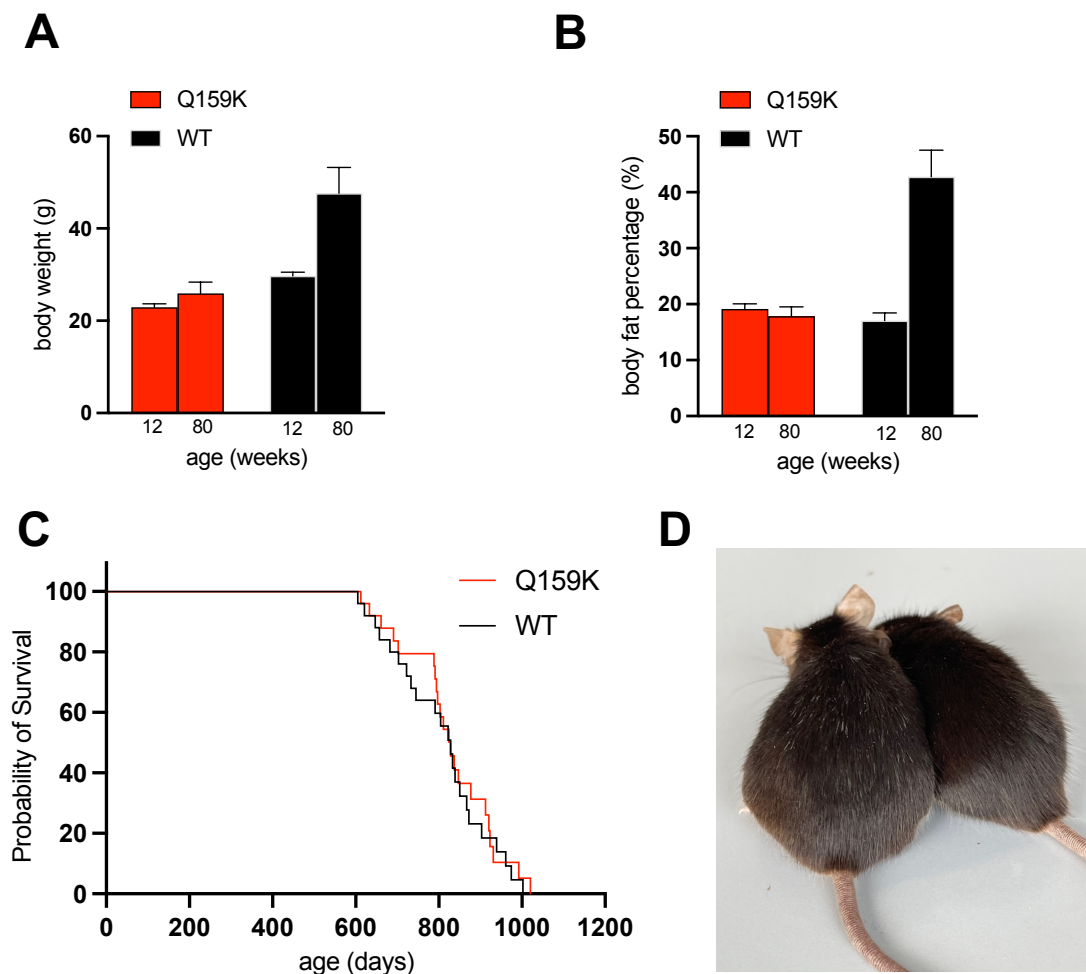 A
Q159K
WT
body weight (g)
60
40
20
0
12 80 12 80
age (weeks)
B
Q159K
WT
body fat percentage (%)
50
40
30
20
10
0
12 80 12 80
age (weeks)
C
Q159K
WT
Probability of Survival
100
80
60
40
20
0
0 200 400 600 800 1000 1200
age (days)
D